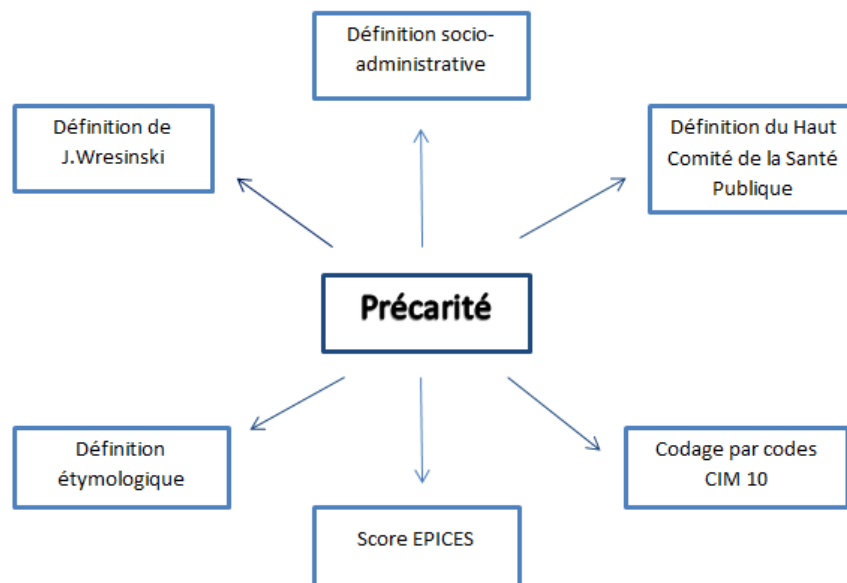 Définition socio-
administrative
Définition de
J.Wresinski
Définition du Haut
Comité de la Santé
Publique
Précarité
Définition
étymologique
Score EPICES
Codage par codes
CIM 10